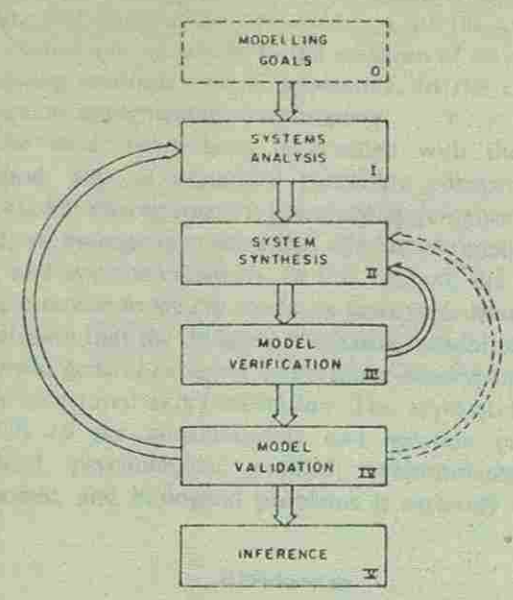 MODELLING
GOALS
0
SYSTEMS
ANALYSIS
I
SYSTEM
SYNTHESIS
II
MODEL
VERIFICATION
III
MODEL
VALIDATION
IV
INFERENCE
V